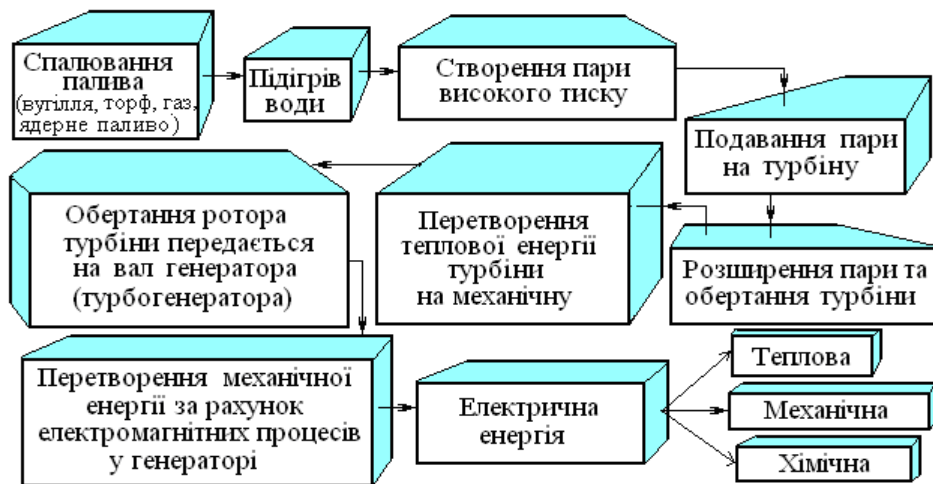 Спалювання
палива
(вугілля, торф, газ,
ядерне паливо)
Підігрів
води
Створення пари
високого тиску
Подавання пари
на турбіну
Розширення пари та
обертання турбіни
Перетворення
теплової енергії
турбіни
на механічну
Обертання ротора
турбіни передається
на вал генератора
(турбогенератора)
Перетворення механічної
енергії за рахунок
електромагнітних процесів
у генераторі
Електрична
енергія
Теплова
Механічна
Хімічна